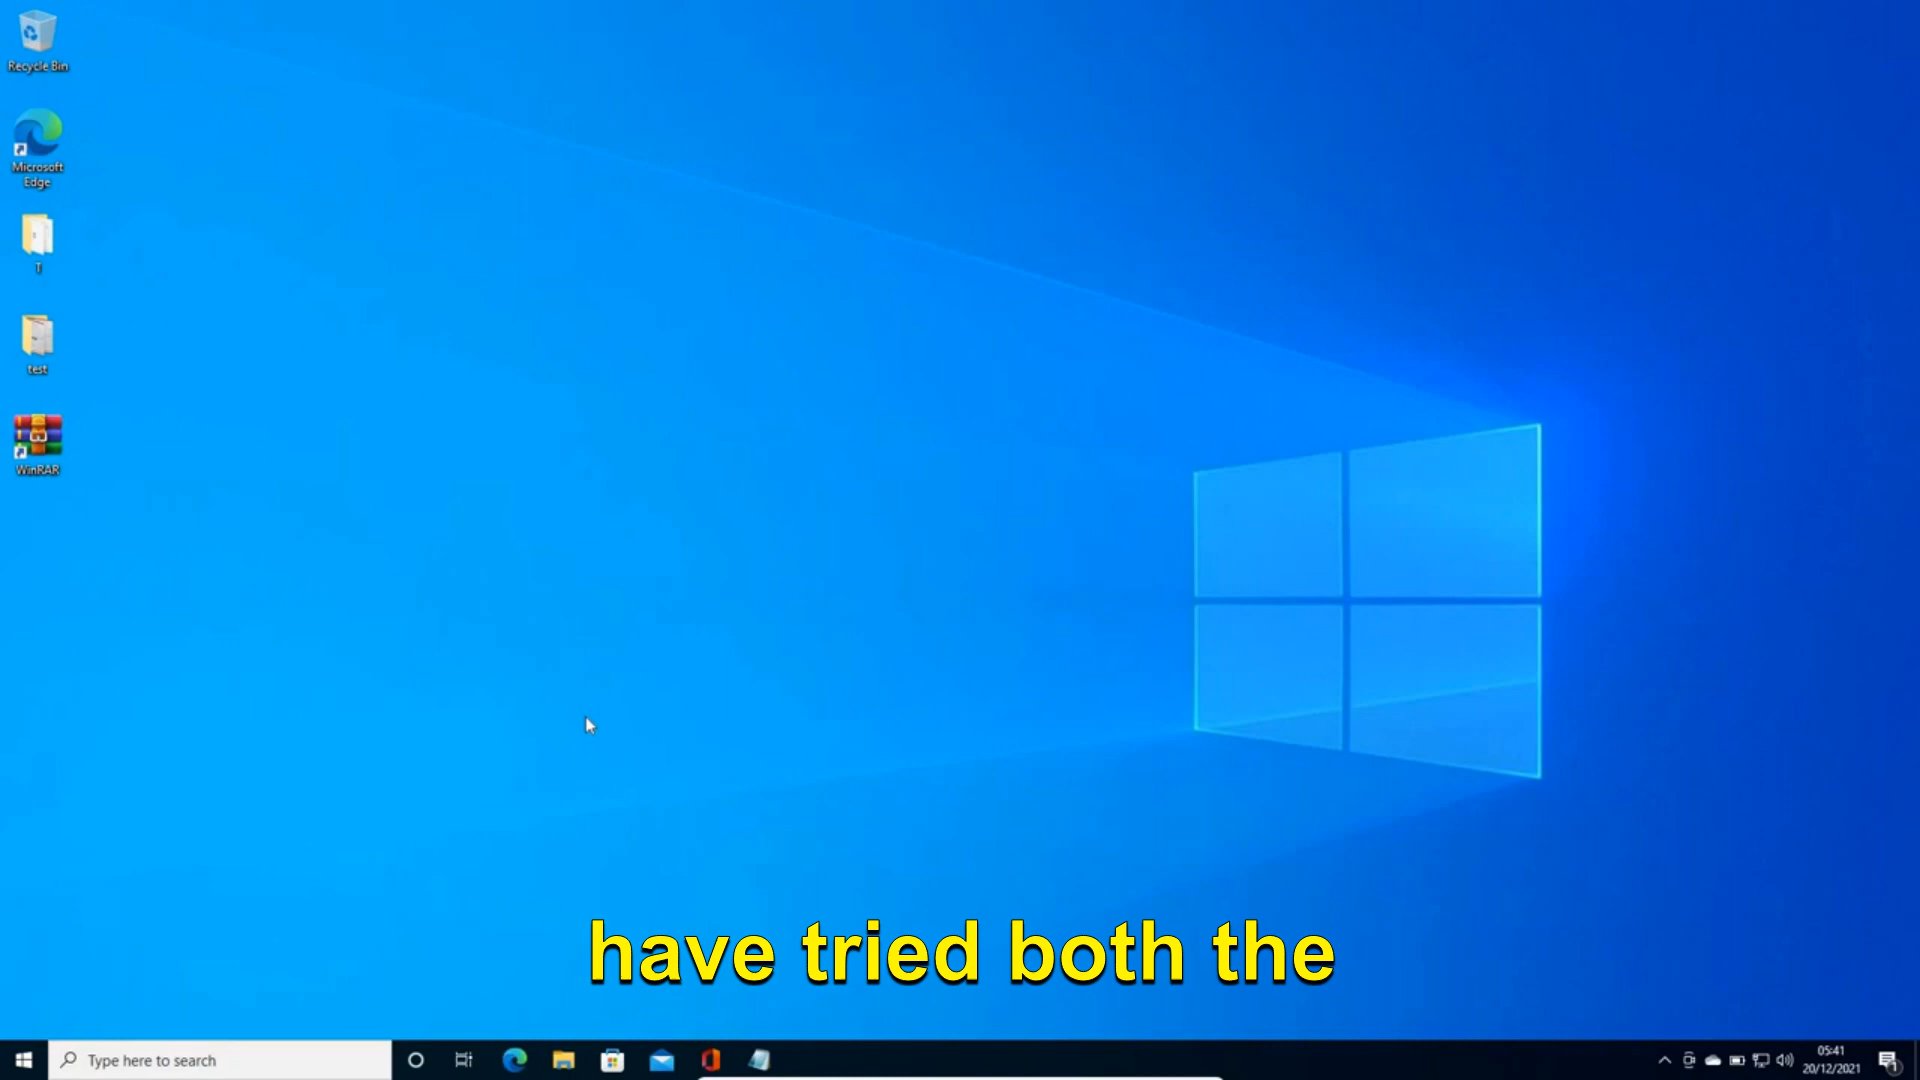 Recycle Bin
Microsoft
Edge
T
test
WinRAR
have tried both the
Type here to search
05:41
20/12/2021
1